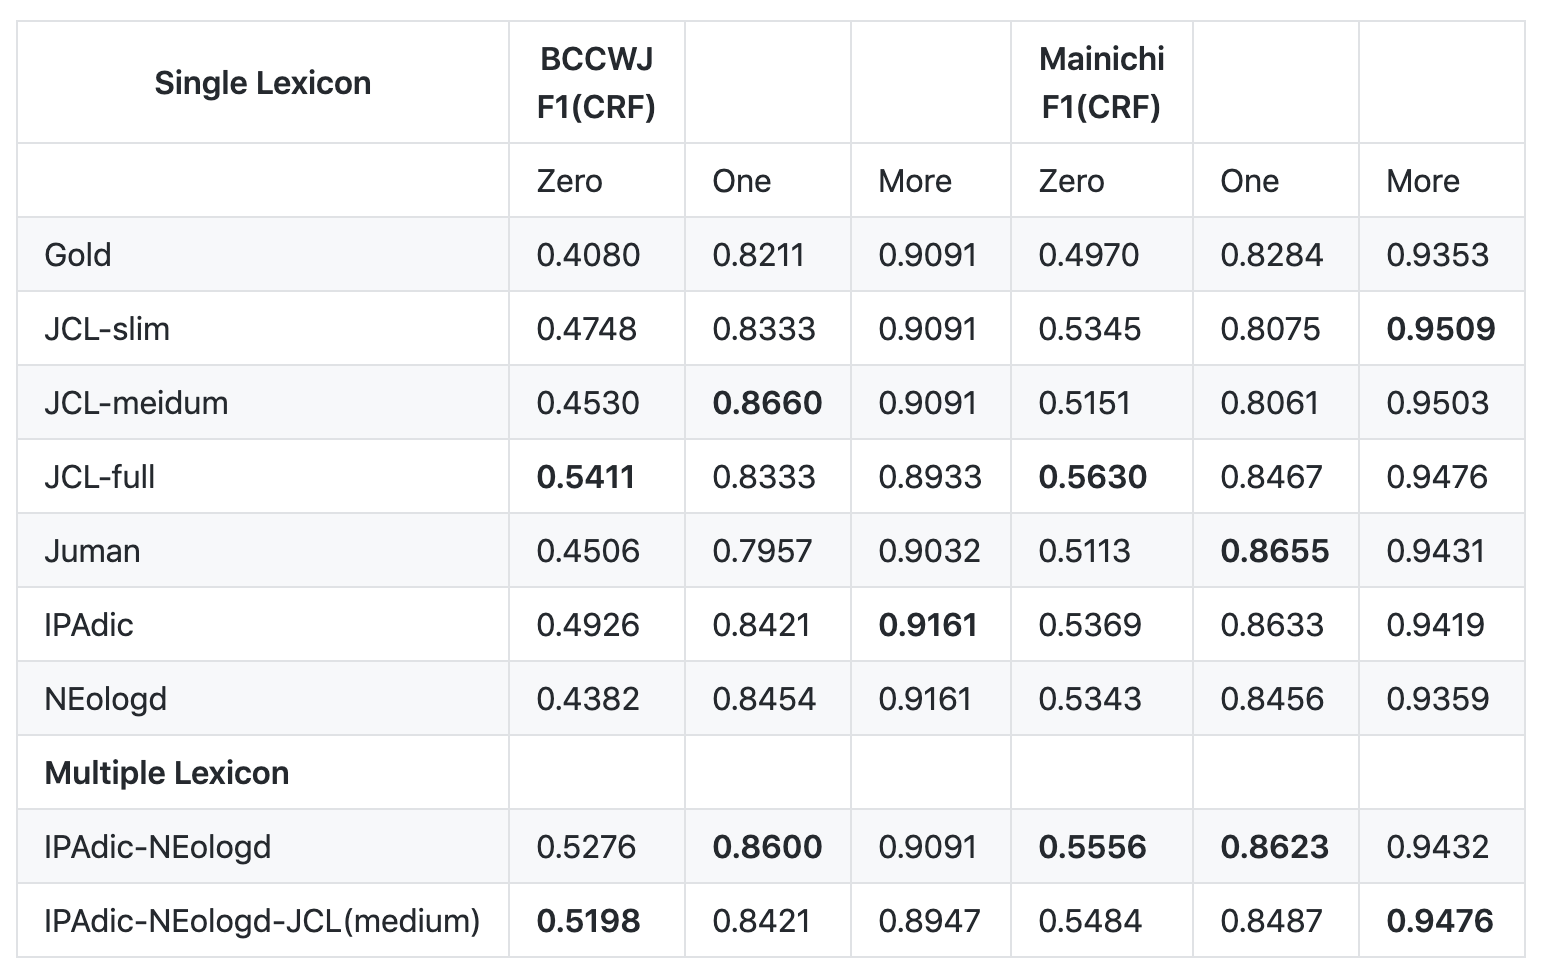 Single Lexicon BCCWJ F1(CRF) Mainichi F1(CRF)
Zero One More Zero One More
Gold 0.4080 0.8211 0.9091 0.4970 0.8284 0.9353
JCL-slim 0.4748 0.8333 0.9091 0.5345 0.8075 0.9509
JCL-meidum 0.4530 0.8660 0.9091 0.5151 0.8061 0.9503
JCL-full 0.5411 0.8333 0.8933 0.5630 0.8467 0.9476
Juman 0.4506 0.7957 0.9032 0.5113 0.8655 0.9431
IPAdic 0.4926 0.8421 0.9161 0.5369 0.8633 0.9419
NEologd 0.4382 0.8454 0.9161 0.5343 0.8456 0.9359
Multiple Lexicon
IPAdic-NEologd 0.5276 0.8600 0.9091 0.5556 0.8623 0.9432
IPAdic-NEologd-JCL(medium) 0.5198 0.8421 0.8947 0.5484 0.8487 0.9476